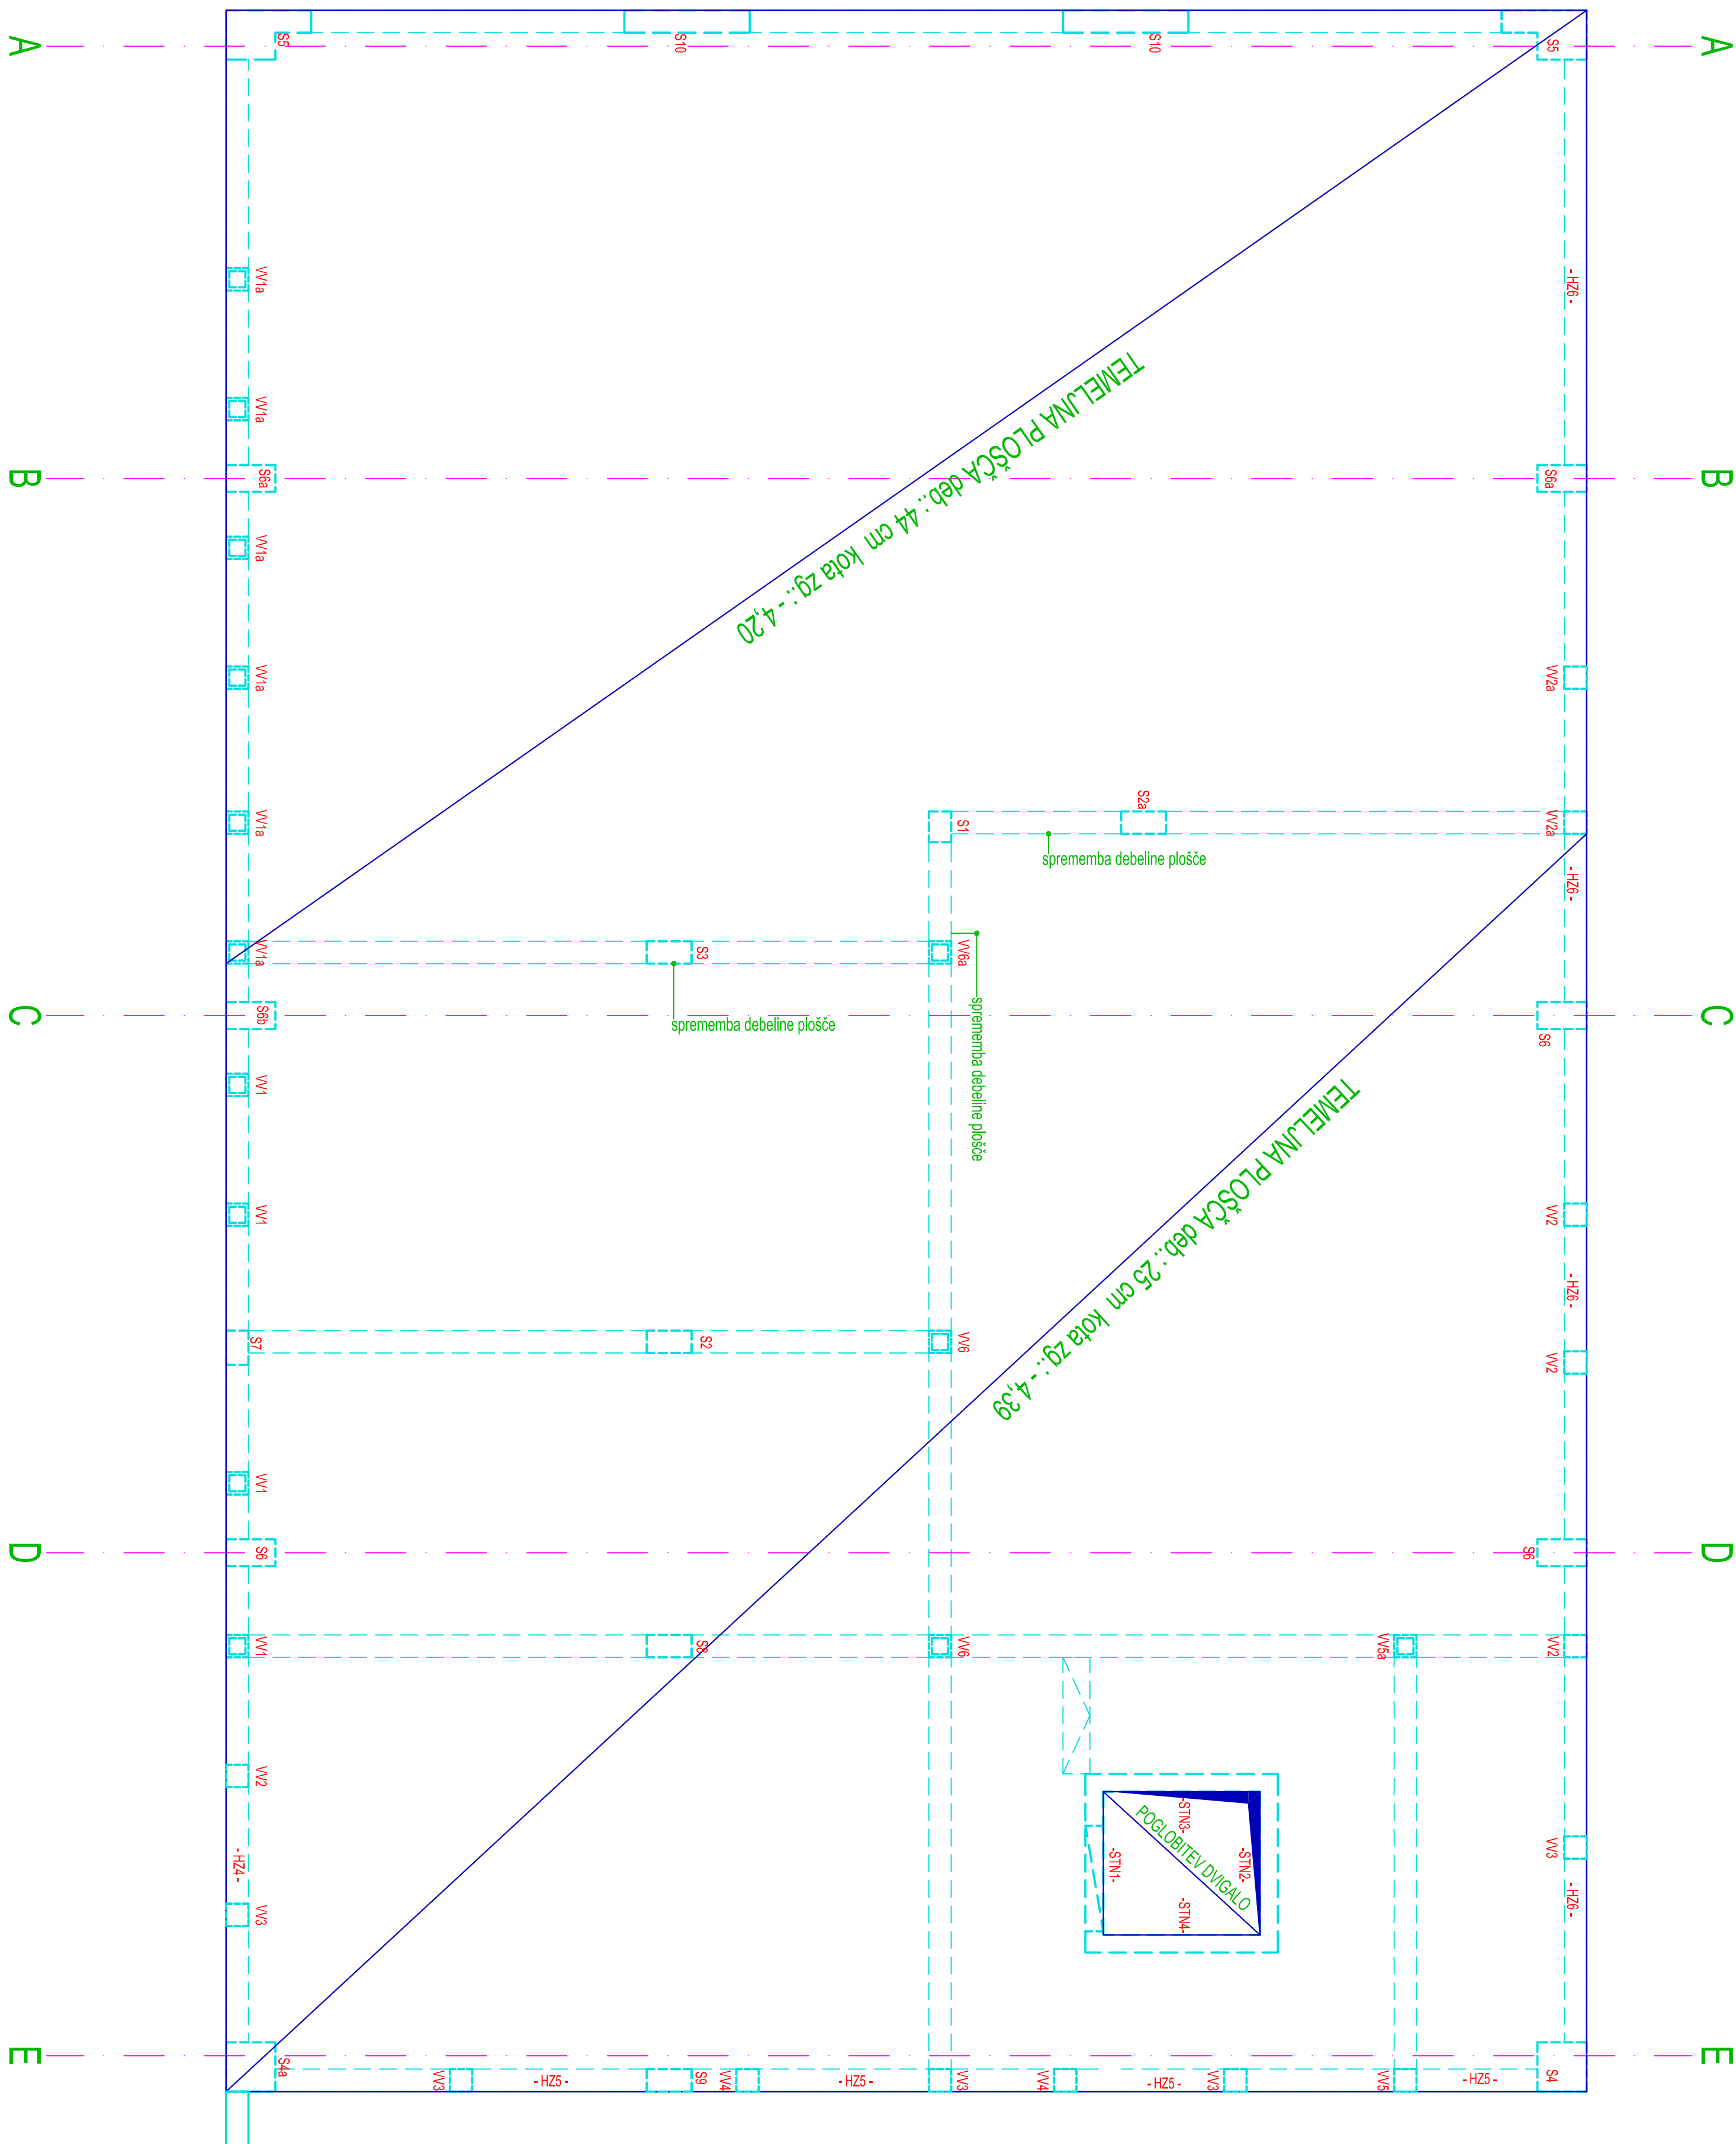 A
S5
S10
S10
S5
A
VV1a
- HZ6 -
TEMELJNA PLOŠČA deb.: 44 cm kota zg.: - 4,20
VV1a
B
S6a
S6a
B
VV1a
VV1a
VV2a
S2a
VV1a
S1
VV2a
sprememba debeline plošče
- HZ6 -
VV1a
S3
VV6a
sprememba debeline plošče
sprememba debeline plošče
C
S6b
S6
C
VV1
TEMELJNA PLOŠČA deb.: 25 cm kota zg.: - 4,39
VV1
VV2
- HZ6 -
S7
S2
VV6
VV2
VV1
D
S6
S6
D
VV1
S8
VV6
VV5a
VV2
VV2
-STN3-
POGLOBITEV DVIGALO
- HZ4 -
-STN1-
-STN2-
VV3
VV3
-STN4-
- HZ6 -
E
S4a
E
VV3
- HZ5 -
S9
VV4
- HZ5 -
VV3
VV4
- HZ5 -
VV3
VV5
- HZ5 -
S4